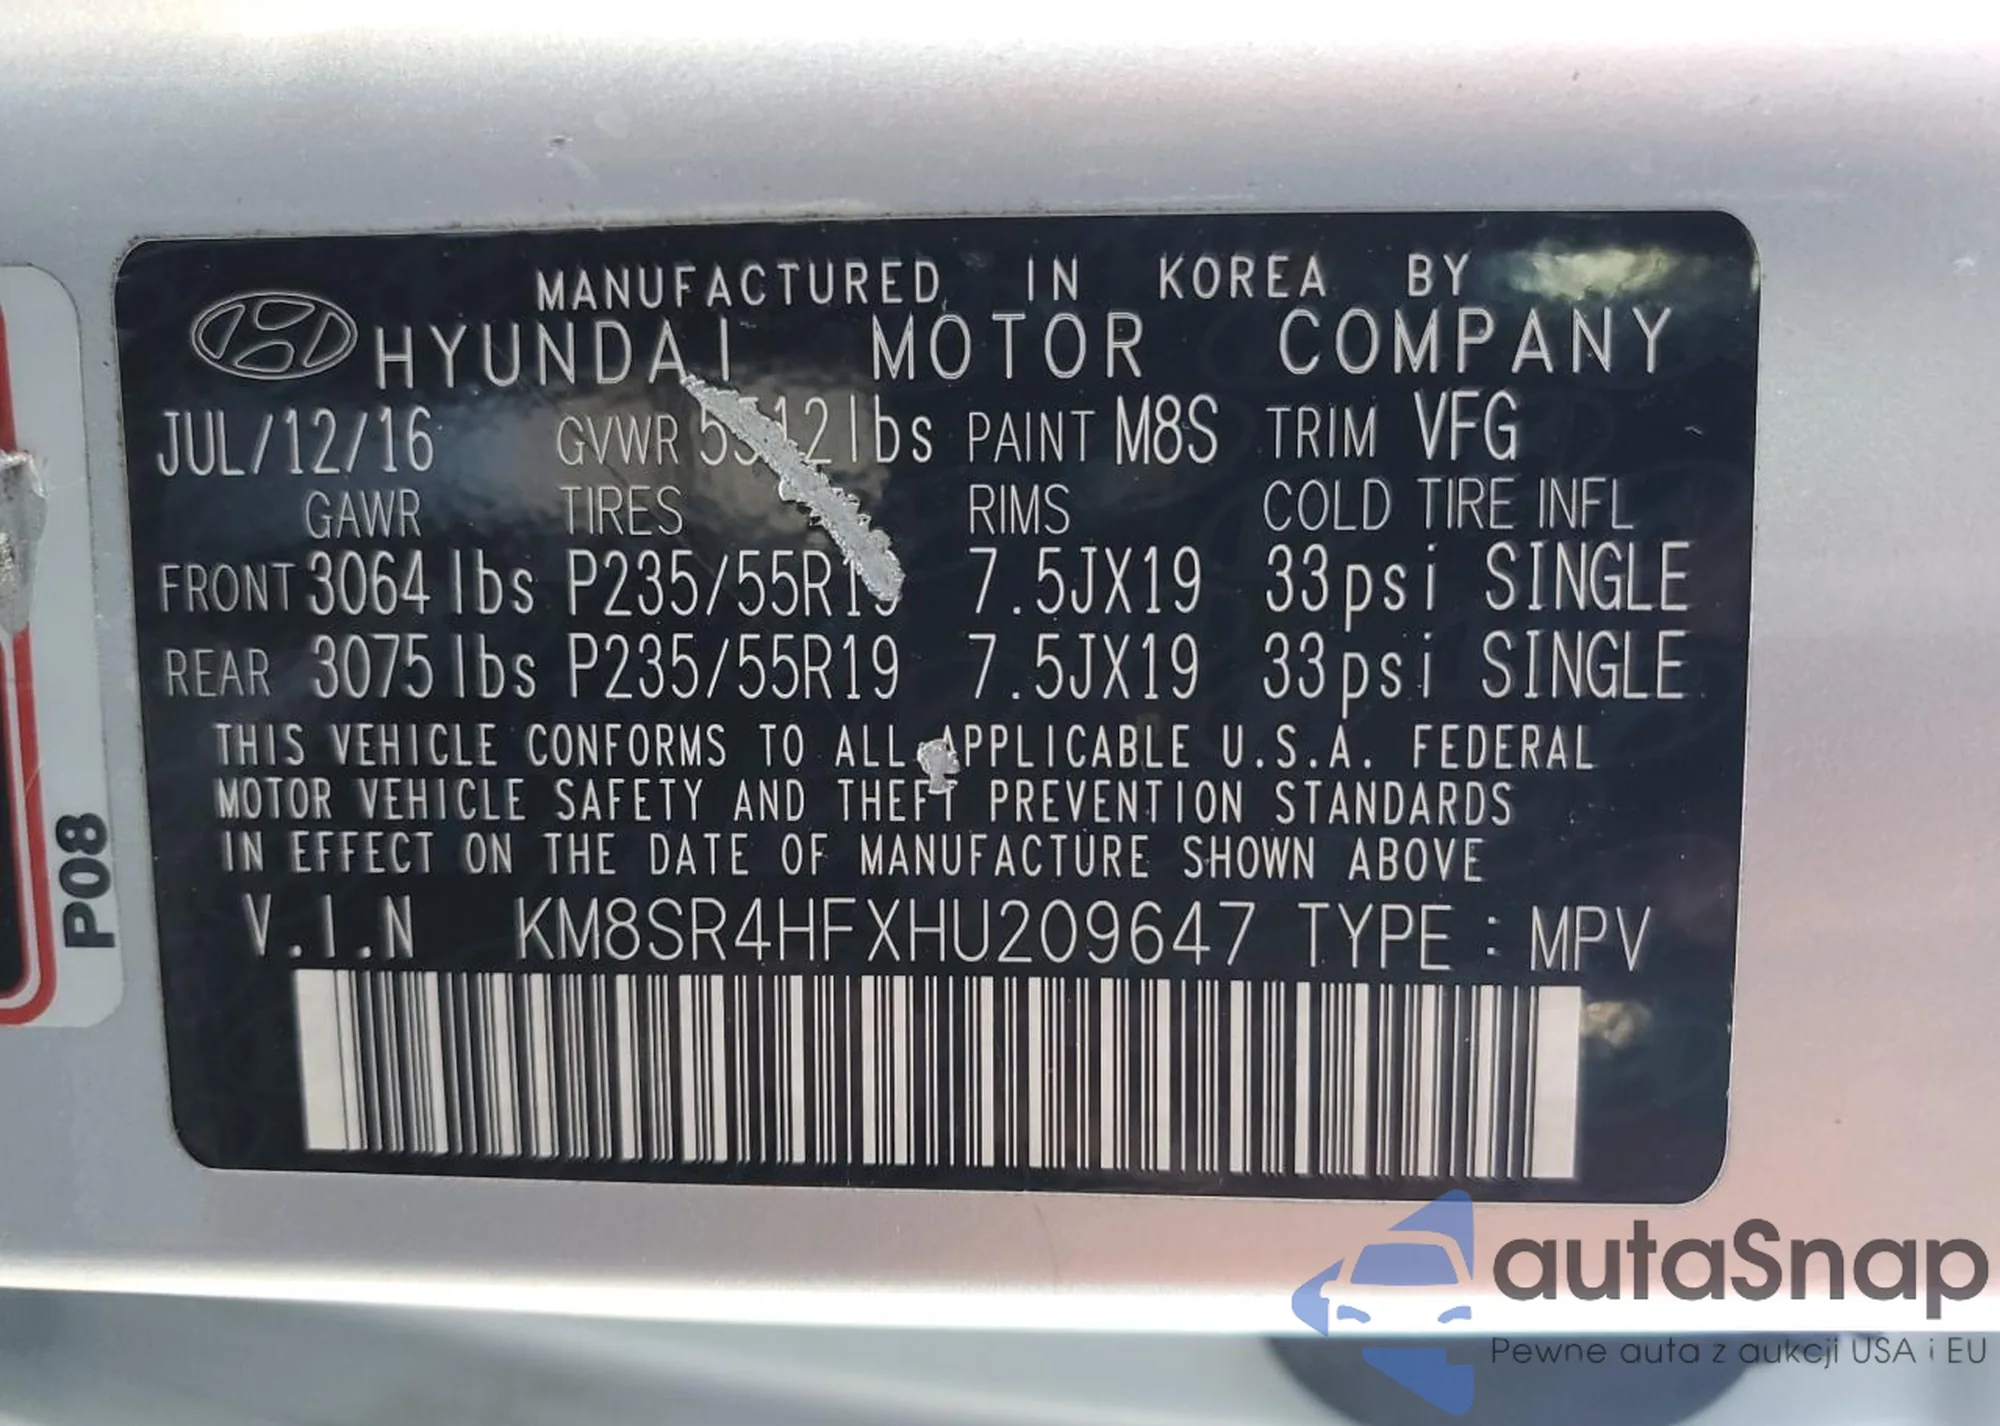 MANUFACTURED IN KOREA BY
HYUNDAI MOTOR COMPANY
JUL/12/16 GVWR lbs PAINT M8S TRIM VFG
GAWR TIRES RIMS COLD TIRE INFL
FRONT 3064 lbs P235/55R19 7.5JX19 33psi SINGLE
REAR 3075 lbs P235/55R19 7.5JX19 33psi SINGLE
THIS VEHICLE CONFORMS TO ALL APPLICABLE U.S.A. FEDERAL
MOTOR VEHICLE SAFETY AND THEFT PREVENTION STANDARDS
IN EFFECT ON THE DATE OF MANUFACTURE SHOWN ABOVE
V.I.N KM8SR4HFXHU209647 TYPE : MPV
P08
autaSnap
Pewne auta z aukcji USA i EU